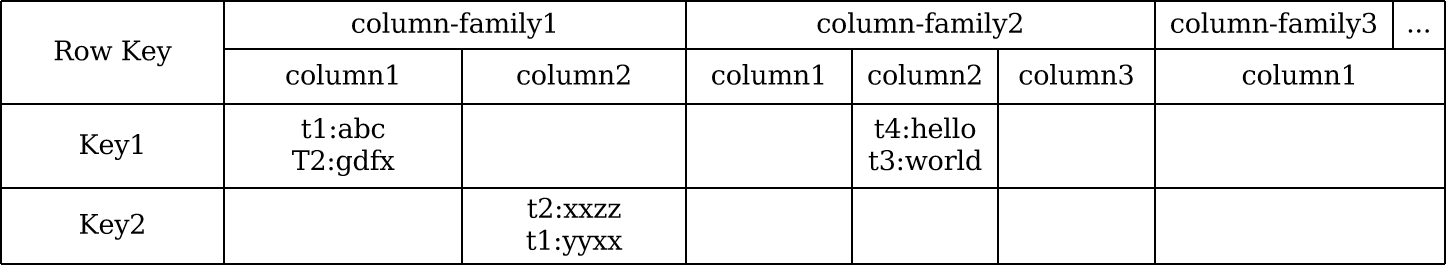 Row Key
column-family1
column-family2
column-family3
...
column1
column2
column1
column2
column3
column1
Key1
t1:abc
T2:gdfx
t4:hello
t3:world
Key2
t2:xxzz
t1:yyxx